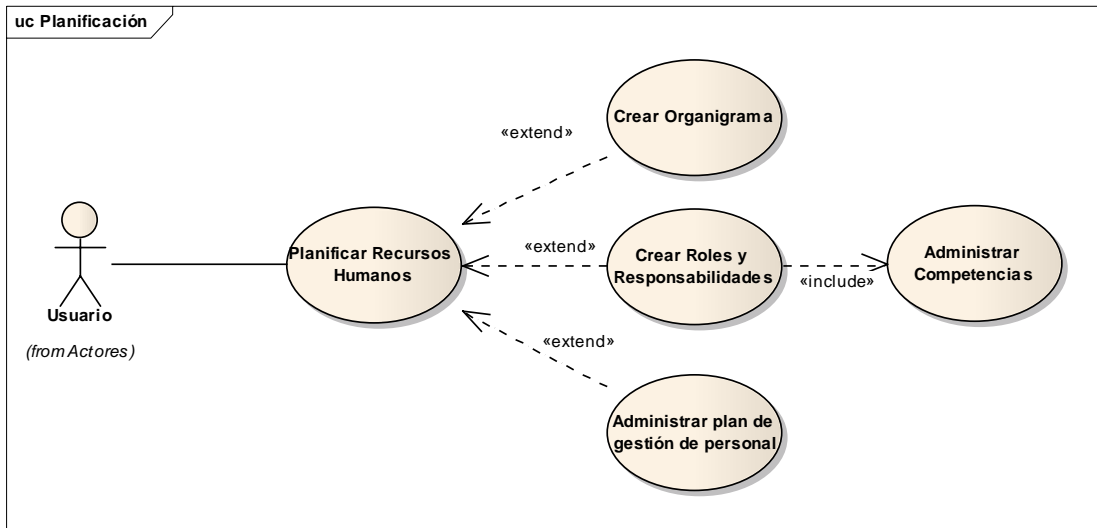 uc Planificación
Crear Organigrama
«extend»
Planificar Recursos
Humanos
«extend»
Crear Roles y
Responsabilidades
Administrar
Competencias
«include»
Usuario
(from Actores)
«extend»
Administrar plan de
gestión de personal